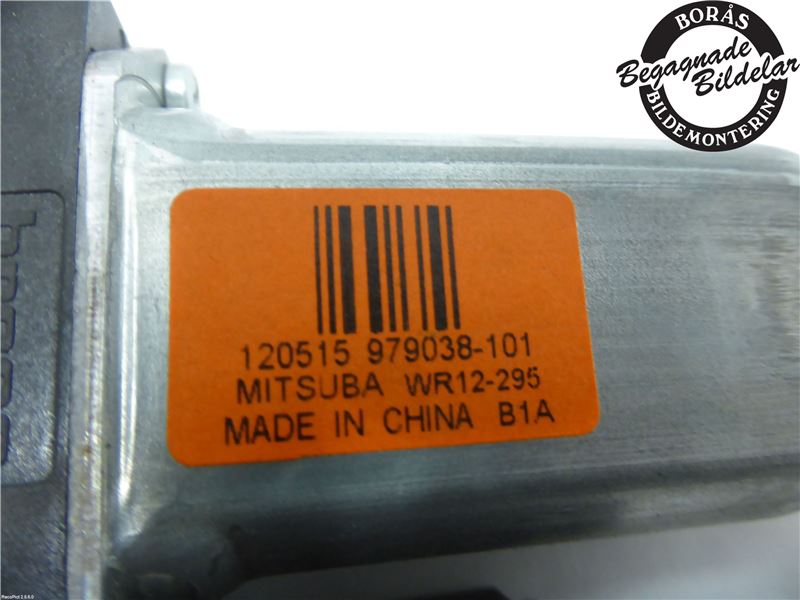 BORÅS
Begagnade
Bildelar
BILDEMONTERING
120515 979038-101
MITSUBA WR12-295
MADE IN CHINA B1A